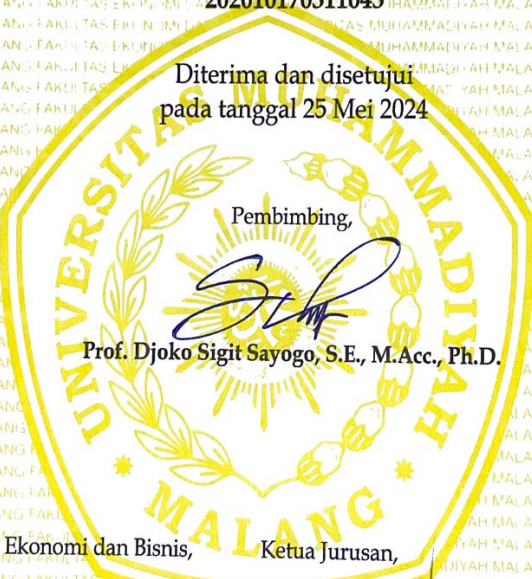 202010170311045
Diterima dan disetujui
pada tanggal 25 Mei 2024
UNIVERSITAS MUHAMMADIYAH
Pembimbing,
Prof. Djoko Sigit Sayogo, S.E., M.Acc., Ph.D.
MALANG
Ekonomi dan Bisnis, Ketua Jurusan,